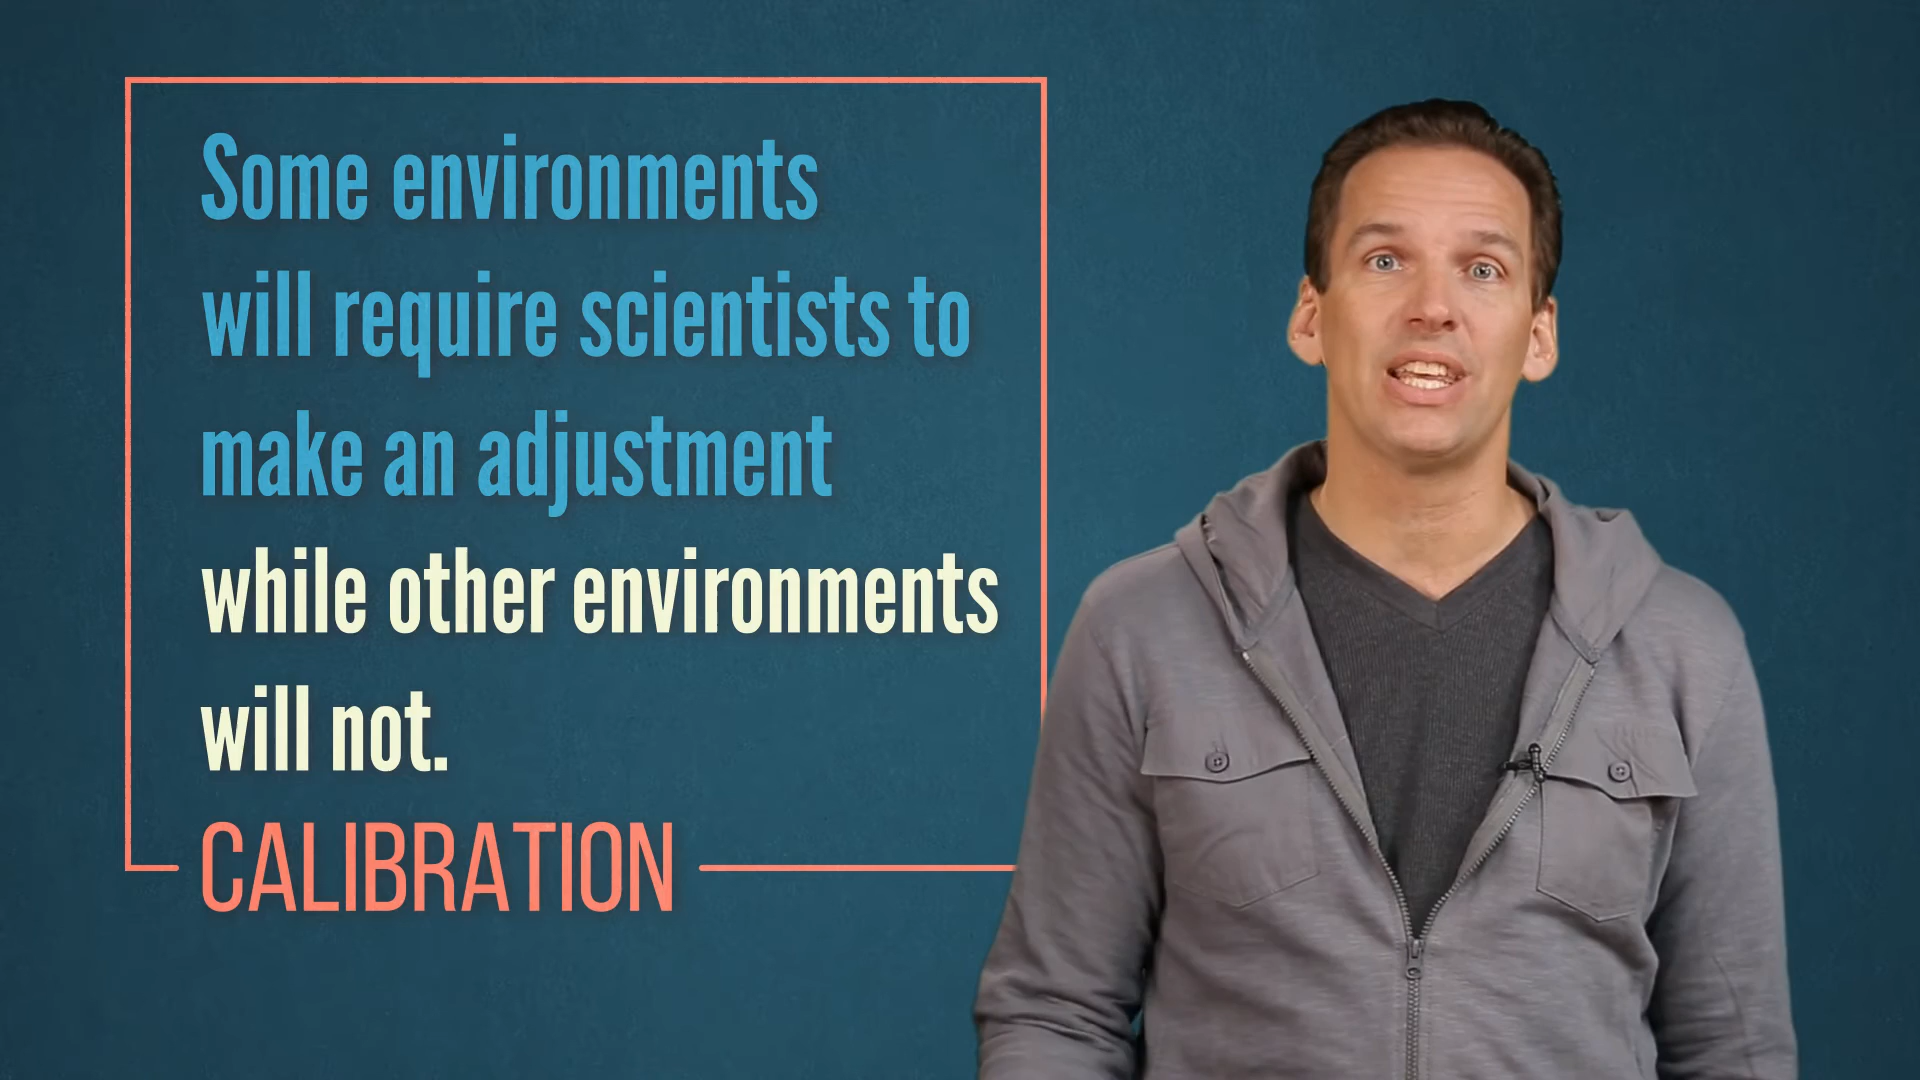 Some environments
will require scientists to
make an adjustment
while other environments
will not.
CALIBRATION